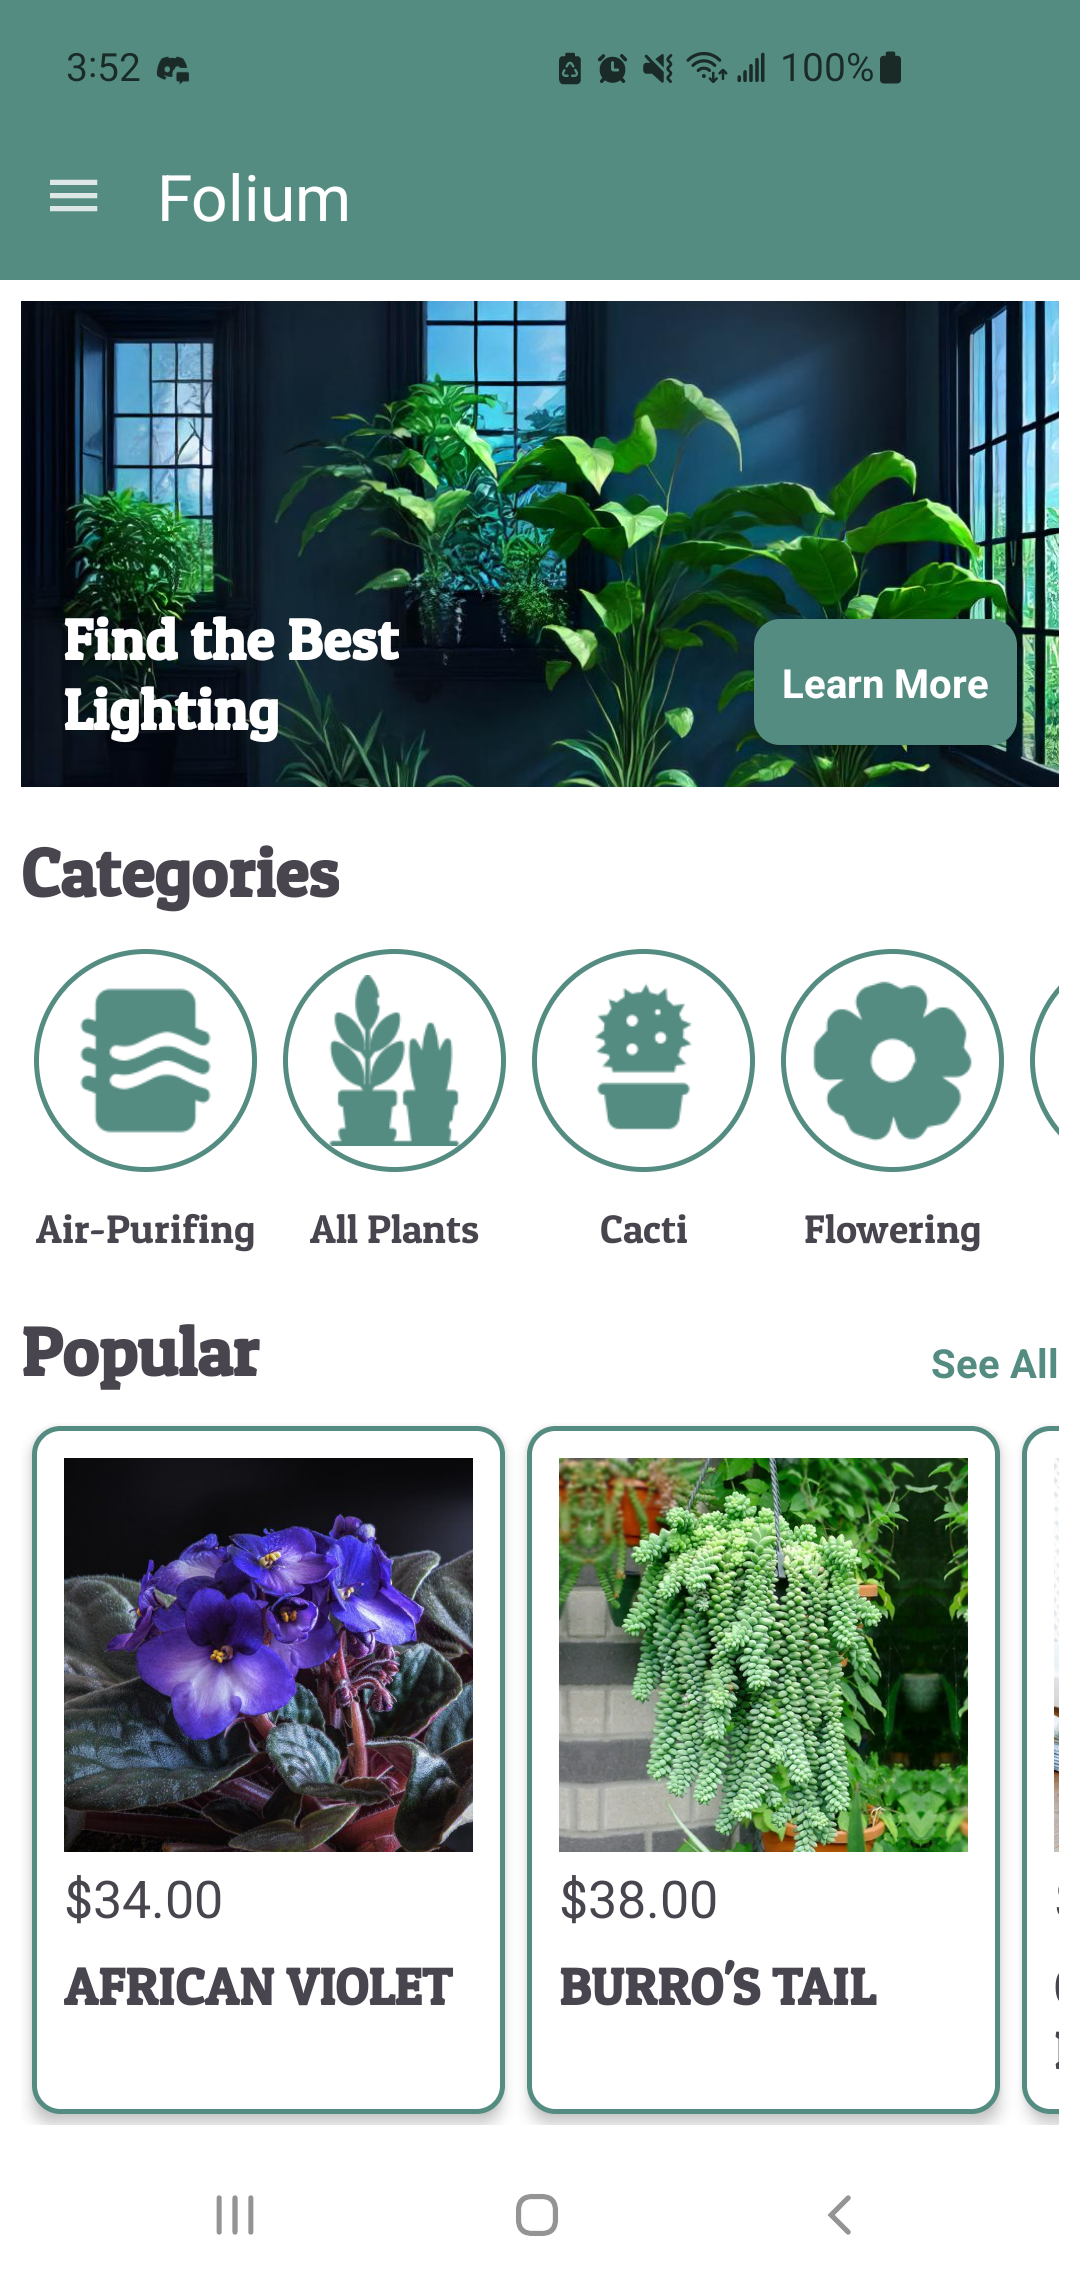 3:52
100%
Folium
Find the Best
Lighting
Learn More
Categories
Air-Purifing
All Plants
Cacti
Flowering
Popular
See All
$34.00
$38.00
AFRICAN VIOLET
BURRO'S TAIL